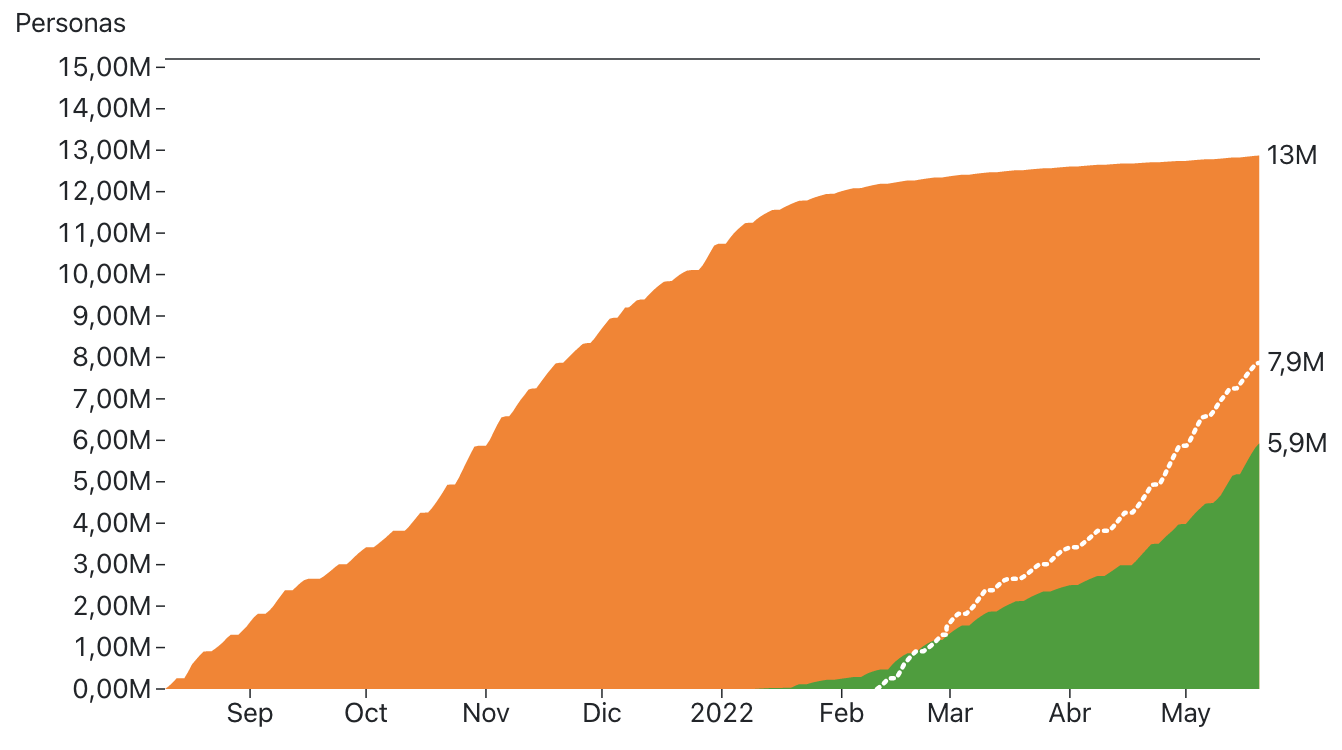 Personas
15,00M
14,00M
13,00M
12,00M
11,00M
10,00M
9,00M
8,00M
7,00M
6,00M
5,00M
4,00M
3,00M
2,00M
1,00M
0,00M
13M
7,9M
5,9M
Sep Oct Nov Dic 2022 Feb Mar Abr May